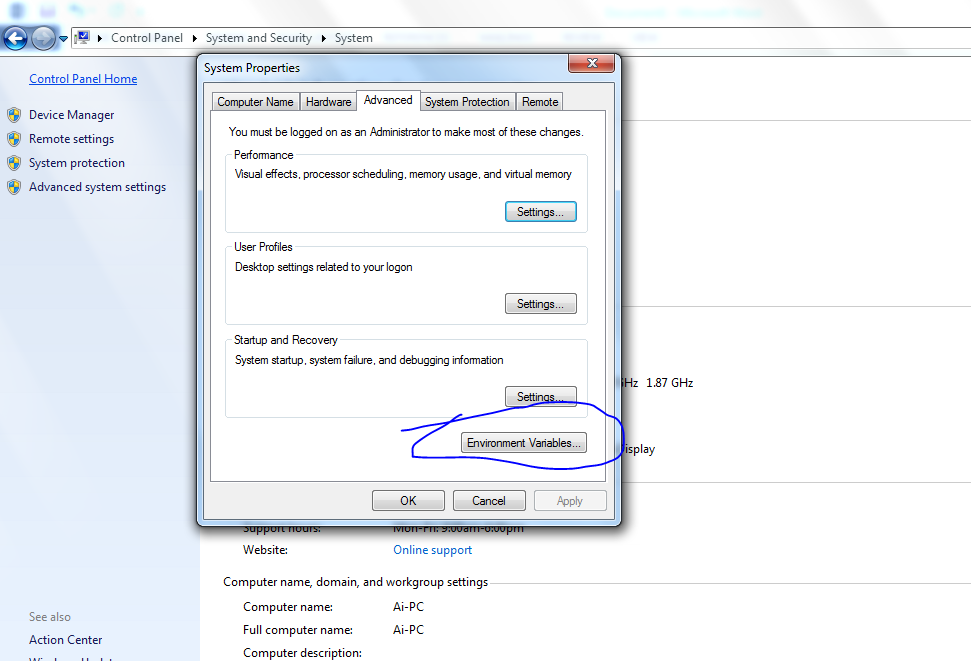 Control Panel System and Security System
Control Panel Home
Device Manager
Remote settings
System protection
Advanced system settings
System Properties
Computer Name Hardware Advanced System Protection Remote
You must be logged on as an Administrator to make most of these changes.
Performance
Visual effects, processor scheduling, memory usage, and virtual memory
Settings...
User Profiles
Desktop settings related to your logon
Settings...
Startup and Recovery
System startup, system failure, and debugging information
Settings...
Environment Variables...
OK Cancel Apply
GHz 1.87 GHz
Support hours: Mon-Fri: 9:00am-6:00pm
Website: Online support
Computer name, domain, and workgroup settings
Computer name: Ai-PC
Full computer name: Ai-PC
Computer description:
See also
Action Center